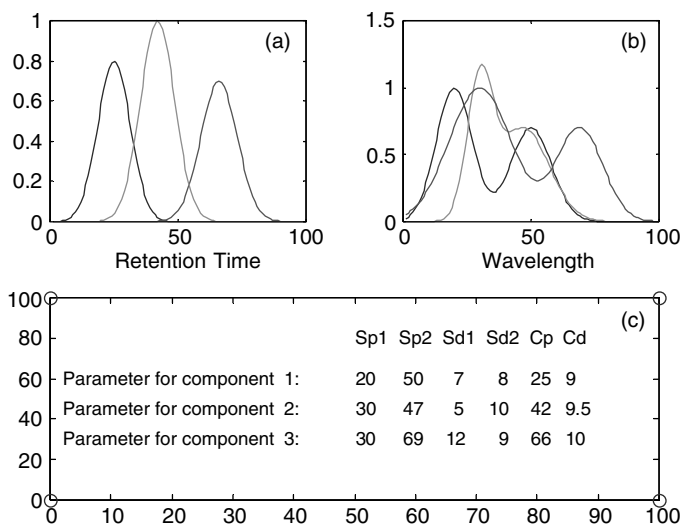 1
0.8
0.6
0.4
0.2
0
(a)
0 50 100
Retention Time
1.5
1
0.5
0
(b)
0 50 100
Wavelength
100
80
60
40
20
0
(c)
Sp1 Sp2 Sd1 Sd2 Cp Cd
Parameter for component 1: 20 50 7 8 25 9
Parameter for component 2: 30 47 5 10 42 9.5
Parameter for component 3: 30 69 12 9 66 10
0 10 20 30 40 50 60 70 80 90 100